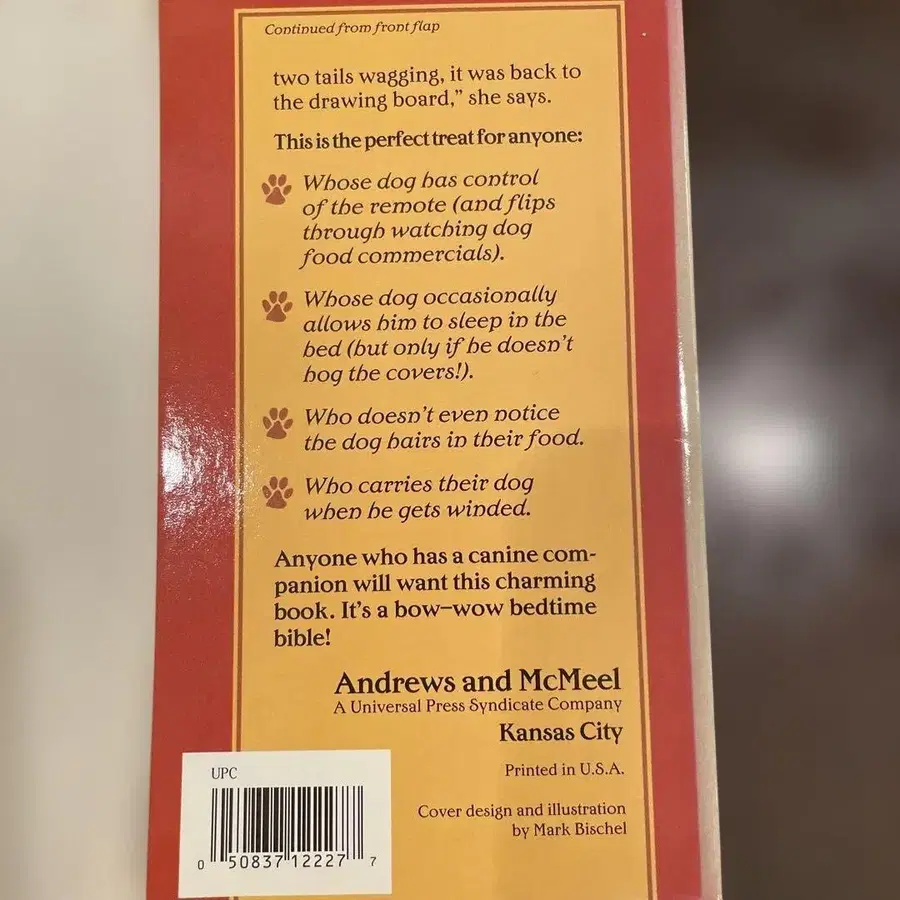 Continued from front flap
two tails wagging, it was back to
the drawing board,” she says.
This is the perfect treat for anyone:
Whose dog has control
of the remote (and flips
through watching dog
food commercials).
Whose dog occasionally
allows him to sleep in the
bed (but only if he doesn’t
hog the covers!).
Who doesn’t even notice
the dog hairs in their food.
Who carries their dog
when he gets winded.
Anyone who has a canine com-
panion will want this charming
book. It’s a bow–wow bedtime
bible!
Andrews and McMeel
A Universal Press Syndicate Company
Kansas City
Printed in U.S.A.
Cover design and illustration
by Mark Bischel
UPC
0 50837 12227 7